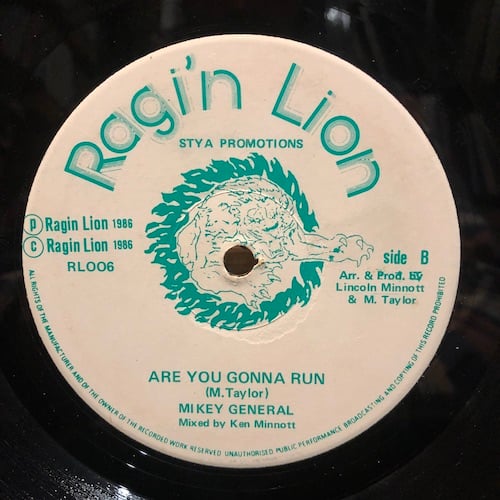 Ragi'n Lion
STYA PROMOTIONS
℗ Ragin Lion 1986
© Ragin Lion 1986
RL006
side B
Arr. & Prod. by
Lincoln Minnott
& M. Taylor
ARE YOU GONNA RUN
(M.Taylor)
MIKEY GENERAL
Mixed by Ken Minnott
ALL RIGHTS OF THE MANUFACTURER AND OF THE OWNER OF THE RECORDED WORK RESERVED UNAUTHORISED PUBLIC PERFORMANCE BROADCASTING AND COPYING OF THIS RECORD PROHIBITED